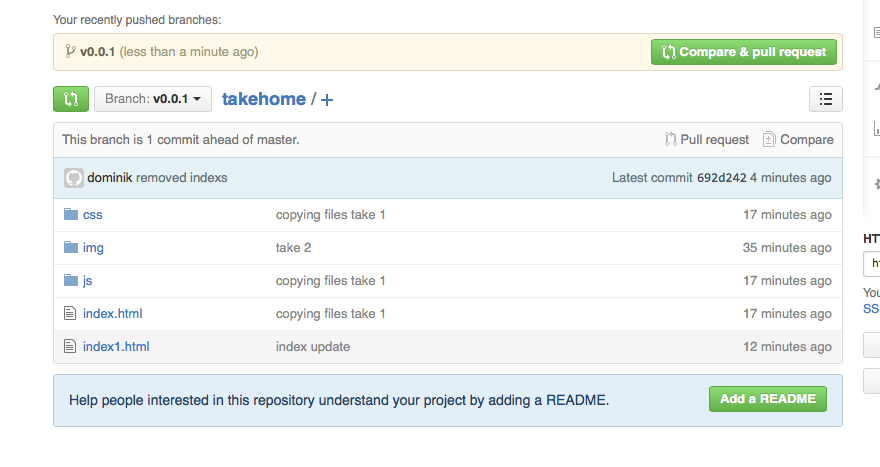 Your recently pushed branches:
v0.0.1 (less than a minute ago) Compare & pull request
Branch: v0.0.1 takehome / +
This branch is 1 commit ahead of master. Pull request Compare
dominik removed indexs Latest commit 692d242 4 minutes ago
css copying files take 1 17 minutes ago
img take 2 35 minutes ago
js copying files take 1 17 minutes ago
index.html copying files take 1 17 minutes ago
index1.html index update 12 minutes ago
Help people interested in this repository understand your project by adding a README. Add a README